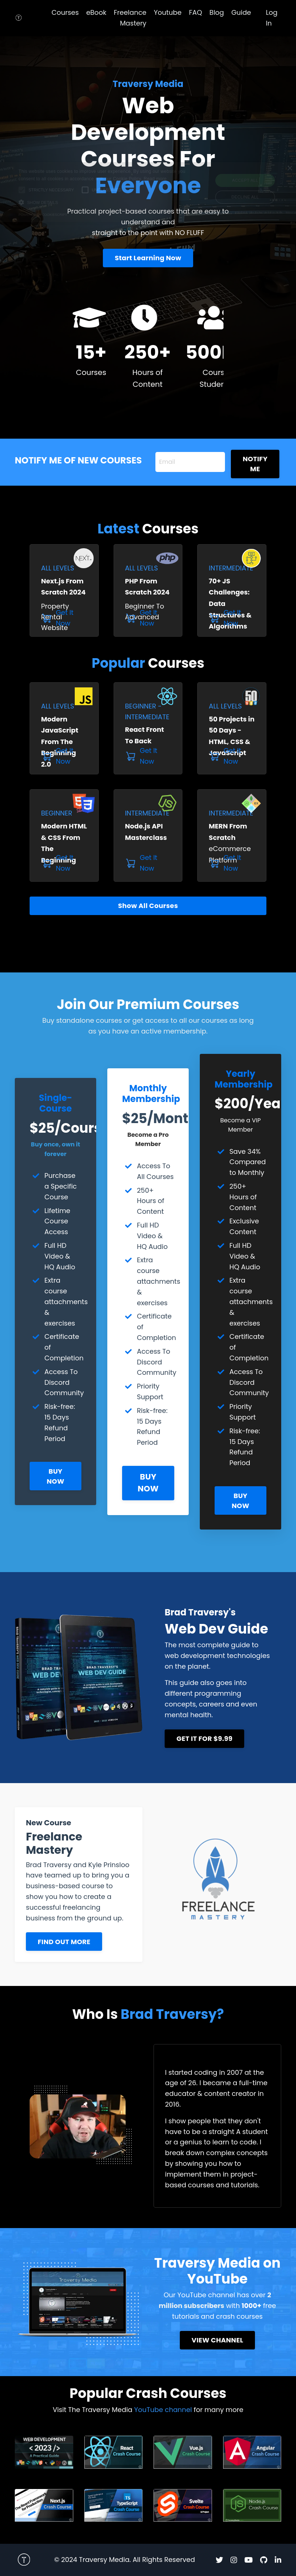 Courses
eBook
Freelance
Mastery
Youtube
FAQ
Blog
Guide
Log
In
Traversy Media
Web
Development
Courses For
Everyone
Practical project-based courses that are easy to
understand and
straight to the point with NO FLUFF
Start Learning Now
15+
Courses
250+
Hours of
Content
500
Cours
Studer
NOTIFY ME OF NEW COURSES
Email
NOTIFY
ME
Latest Courses
ALL LEVELS
Next.js From
Scratch 2024
Property
Rental
Website
Get It
Now
ALL LEVELS
PHP From
Scratch 2024
Beginner To
Advanced
Get It
Now
INTERMEDIATE
70+ JS
Challenges:
Data
Structures &
Algorithms
Get It
Now
Popular Courses
ALL LEVELS
Modern
JavaScript
From The
Beginning
2.0
Get It
Now
BEGINNER
INTERMEDIATE
React Front
To Back
Get It
Now
ALL LEVELS
50 Projects in
50 Days -
HTML, CSS &
JavaScript
Get It
Now
BEGINNER
Modern HTML
& CSS From
The
Beginning
Get It
Now
INTERMEDIATE
Node.js API
Masterclass
Get It
Now
INTERMEDIATE
MERN From
Scratch
eCommerce
Platform
Get It
Now
Show All Courses
Join Our Premium Courses
Buy standalone courses or get access to all our courses as long
as you have an active membership.
Single-
Course
$25/Cours
Buy once, own it
forever
Purchase
a Specific
Course
Lifetime
Course
Access
Full HD
Video &
HQ Audio
Extra
course
attachments
&
exercises
Certificate
of
Completion
Access To
Discord
Community
Risk-free:
15 Days
Refund
Period
BUY
NOW
Monthly
Membership
$25/Mont
Become a Pro
Member
Access To
All Courses
250+
Hours of
Content
Full HD
Video &
HQ Audio
Extra
course
attachments
&
exercises
Certificate
of
Completion
Access To
Discord
Community
Priority
Support
Risk-free:
15 Days
Refund
Period
BUY
NOW
Yearly
Membership
$200/Yea
Become a VIP
Member
Save 34%
Compared
to Monthly
250+
Hours of
Content
Exclusive
Content
Full HD
Video &
HQ Audio
Extra
course
attachments
&
exercises
Certificate
of
Completion
Access To
Discord
Community
Priority
Support
Risk-free:
15 Days
Refund
Period
BUY
NOW
BRAD TRAVERSY'S
WEB DEV GUIDE
Brad Traversy's
Web Dev Guide
The most complete guide to
web development technologies
on the planet.
This guide also goes into
different programming
concepts, careers and even
mental health.
GET IT FOR $9.99
New Course
Freelance
Mastery
Brad Traversy and Kyle Prinsloo
have teamed up to bring you a
business-based course to
show you how to create a
successful freelancing
business from the ground up.
FIND OUT MORE
FREELANCE
MASTERY
Who Is Brad Traversy?
I started coding in 2007 at the
age of 26. I became a full-time
educator & content creator in
2016.
I show people that they don't
have to be a straight A student
or a genius to learn to code. I
break down complex concepts
by showing you how to
implement them in project-
based courses and tutorials.
Traversy Media
Traversy Media on
YouTube
Our YouTube channel has over 2
million subscribers with 1000+ free
tutorials and crash courses
VIEW CHANNEL
Popular Crash Courses
Visit The Traversy Media YouTube channel for many more
WEB DEVELOPMENT
< 2023 />
A Practical Guide
React
Crash Course
Vue.js
Crash Course
Angular
Crash Course
Next.js
Crash Course
TS
TypeScript
Crash Course
Svelte
Crash Course
Node.js
Crash Course
© 2024 Traversy Media. All Rights Reserved